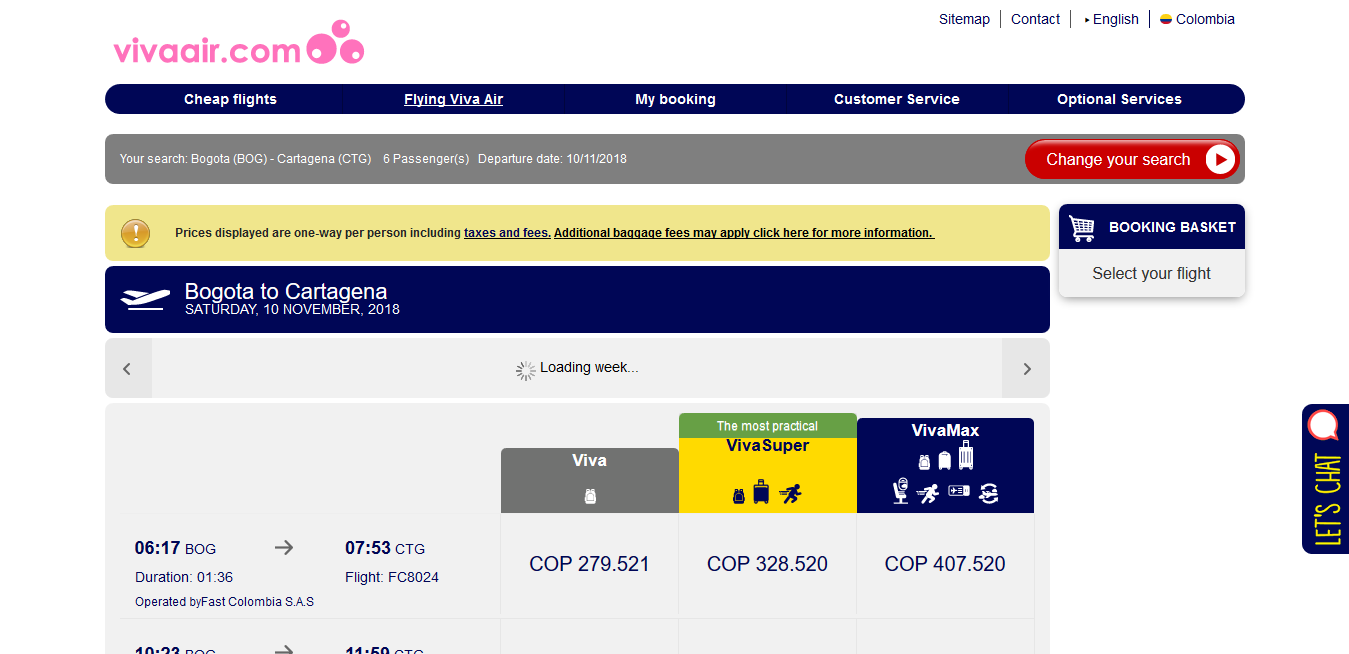 Sitemap
Contact
English
Colombia
vivaair.com
Cheap flights
Flying Viva Air
My booking
Customer Service
Optional Services
Your search: Bogota (BOG) - Cartagena (CTG) 6 Passenger(s) Departure date: 10/11/2018
Change your search
Prices displayed are one-way per person including taxes and fees. Additional baggage fees may apply click here for more information.
BOOKING BASKET
Select your flight
Bogota to Cartagena
SATURDAY, 10 NOVEMBER, 2018
Loading week...
Viva
The most practical
VivaSuper
VivaMax
06:17 BOG
07:53 CTG
Duration: 01:36
Flight: FC8024
Operated byFast Colombia S.A.S
COP 279.521
COP 328.520
COP 407.520
10:23 BOG
11:59 CTG
LET'S CHAT